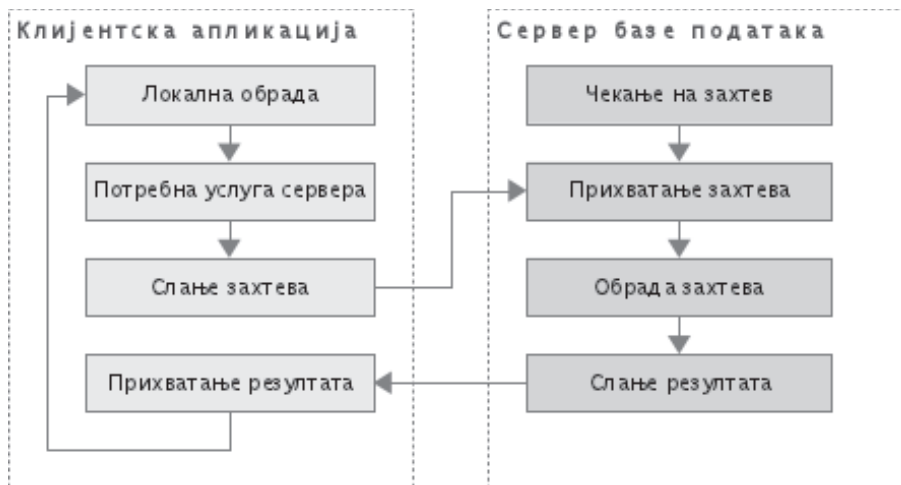 Клијентска апликација
Локална обрада
Потребна услуга сервера
Слање захтева
Прихватање резултата
Сервер базе података
Чекање на захтев
Прихватање захтева
Обрада захтева
Слање резултата